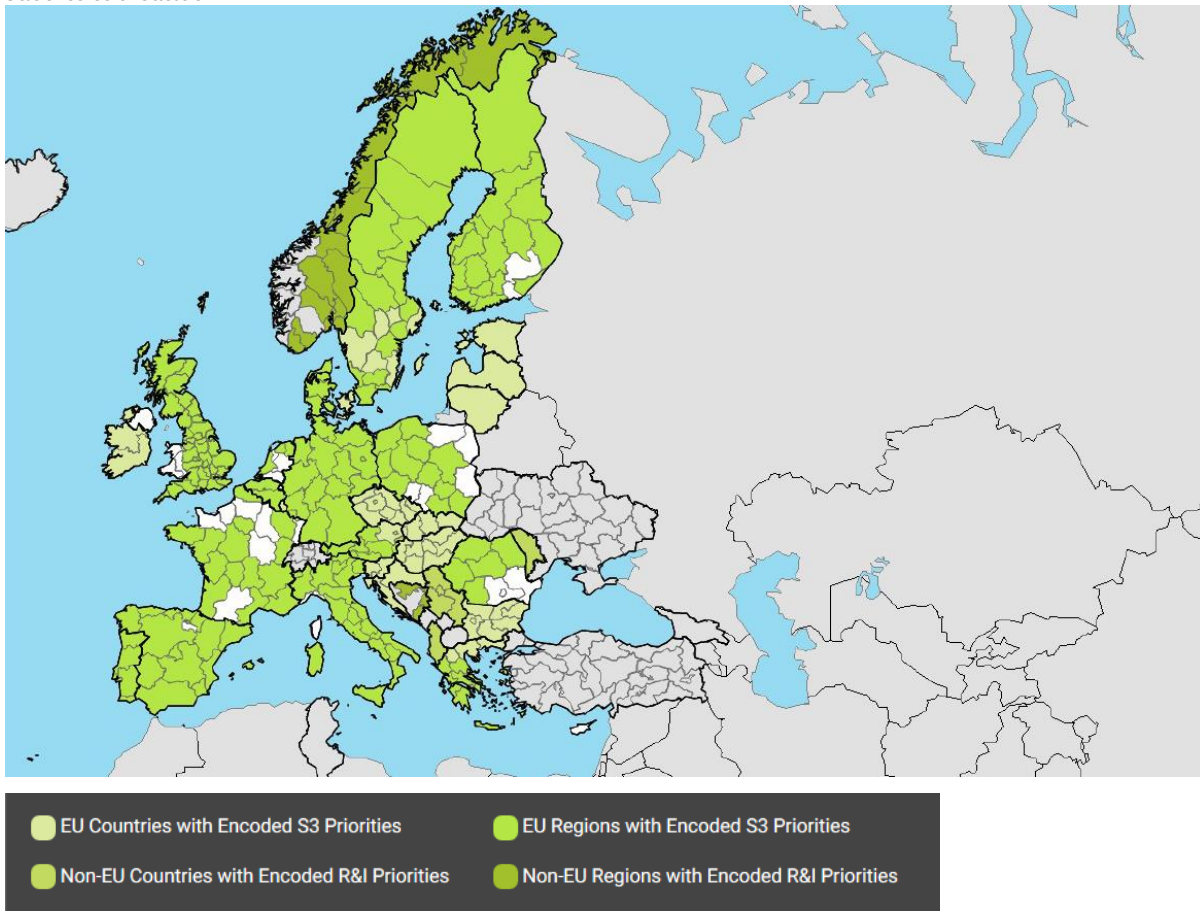 EU Countries with Encoded S3 Priorities
EU Regions with Encoded S3 Priorities
Non-EU Countries with Encoded R&I Priorities
Non-EU Regions with Encoded R&I Priorities